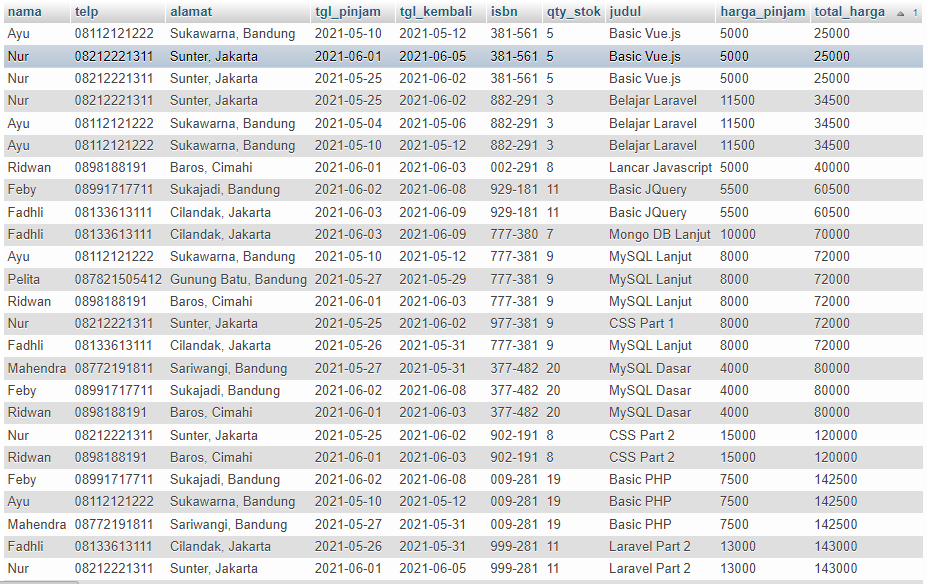 nama telp alamat tgl_pinjam tgl_kembali isbn qty_stok judul harga_pinjam total_harga 1
Ayu 08112121222 Sukawarna, Bandung 2021-05-10 2021-05-12 381-561 5 Basic Vue.js 5000 25000
Nur 08212221311 Sunter, Jakarta 2021-06-01 2021-06-05 381-561 5 Basic Vue.js 5000 25000
Nur 08212221311 Sunter, Jakarta 2021-05-25 2021-06-02 381-561 5 Basic Vue.js 5000 25000
Nur 08212221311 Sunter, Jakarta 2021-05-25 2021-06-02 882-291 3 Belajar Laravel 11500 34500
Ayu 08112121222 Sukawarna, Bandung 2021-05-04 2021-05-06 882-291 3 Belajar Laravel 11500 34500
Ayu 08112121222 Sukawarna, Bandung 2021-05-10 2021-05-12 882-291 3 Belajar Laravel 11500 34500
Ridwan 0898188191 Baros, Cimahi 2021-06-01 2021-06-03 002-291 8 Lancar Javascript 5000 40000
Feby 08991717711 Sukajadi, Bandung 2021-06-02 2021-06-08 929-181 11 Basic JQuery 5500 60500
Fadhli 08133613111 Cilandak, Jakarta 2021-06-03 2021-06-09 929-181 11 Basic JQuery 5500 60500
Fadhli 08133613111 Cilandak, Jakarta 2021-06-03 2021-06-09 777-380 7 Mongo DB Lanjut 10000 70000
Ayu 08112121222 Sukawarna, Bandung 2021-05-10 2021-05-12 777-381 9 MySQL Lanjut 8000 72000
Pelita 087821505412 Gunung Batu, Bandung 2021-05-27 2021-05-29 777-381 9 MySQL Lanjut 8000 72000
Ridwan 0898188191 Baros, Cimahi 2021-06-01 2021-06-03 777-381 9 MySQL Lanjut 8000 72000
Nur 08212221311 Sunter, Jakarta 2021-05-25 2021-06-02 977-381 9 CSS Part 1 8000 72000
Fadhli 08133613111 Cilandak, Jakarta 2021-05-26 2021-05-31 777-381 9 MySQL Lanjut 8000 72000
Mahendra 08772191811 Sariwangi, Bandung 2021-05-27 2021-05-31 377-482 20 MySQL Dasar 4000 80000
Feby 08991717711 Sukajadi, Bandung 2021-06-02 2021-06-08 377-482 20 MySQL Dasar 4000 80000
Ridwan 0898188191 Baros, Cimahi 2021-06-01 2021-06-03 377-482 20 MySQL Dasar 4000 80000
Nur 08212221311 Sunter, Jakarta 2021-05-25 2021-06-02 902-191 8 CSS Part 2 15000 120000
Ridwan 0898188191 Baros, Cimahi 2021-06-01 2021-06-03 902-191 8 CSS Part 2 15000 120000
Feby 08991717711 Sukajadi, Bandung 2021-06-02 2021-06-08 009-281 19 Basic PHP 7500 142500
Ayu 08112121222 Sukawarna, Bandung 2021-05-10 2021-05-12 009-281 19 Basic PHP 7500 142500
Mahendra 08772191811 Sariwangi, Bandung 2021-05-27 2021-05-31 009-281 19 Basic PHP 7500 142500
Fadhli 08133613111 Cilandak, Jakarta 2021-05-26 2021-05-31 999-281 11 Laravel Part 2 13000 143000
Nur 08212221311 Sunter, Jakarta 2021-06-01 2021-06-05 999-281 11 Laravel Part 2 13000 143000